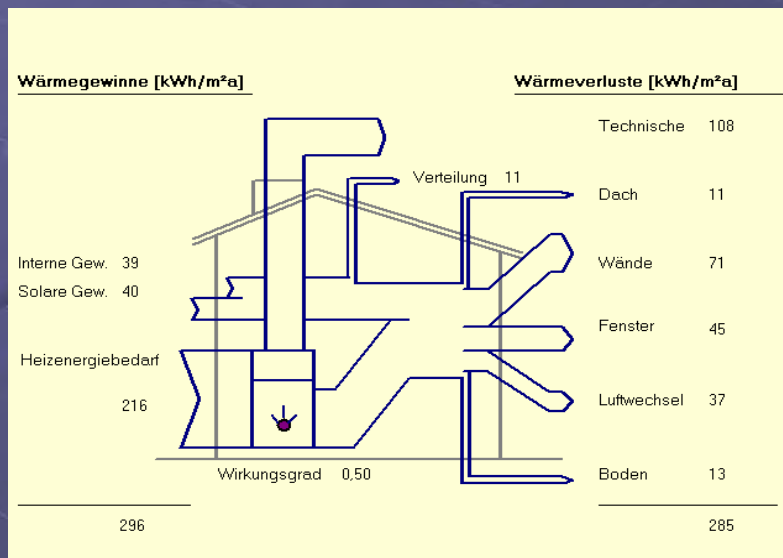 Wärmegewinne [kWh/m²a]
Wärmeverluste [kWh/m²a]
Technische 108
Verteilung 11
Dach 11
Interne Gew. 39
Wände 71
Solare Gew. 40
Fenster 45
Heizenergiebedarf
216
Luftwechsel 37
Wirkungsgrad 0,50
Boden 13
296
285